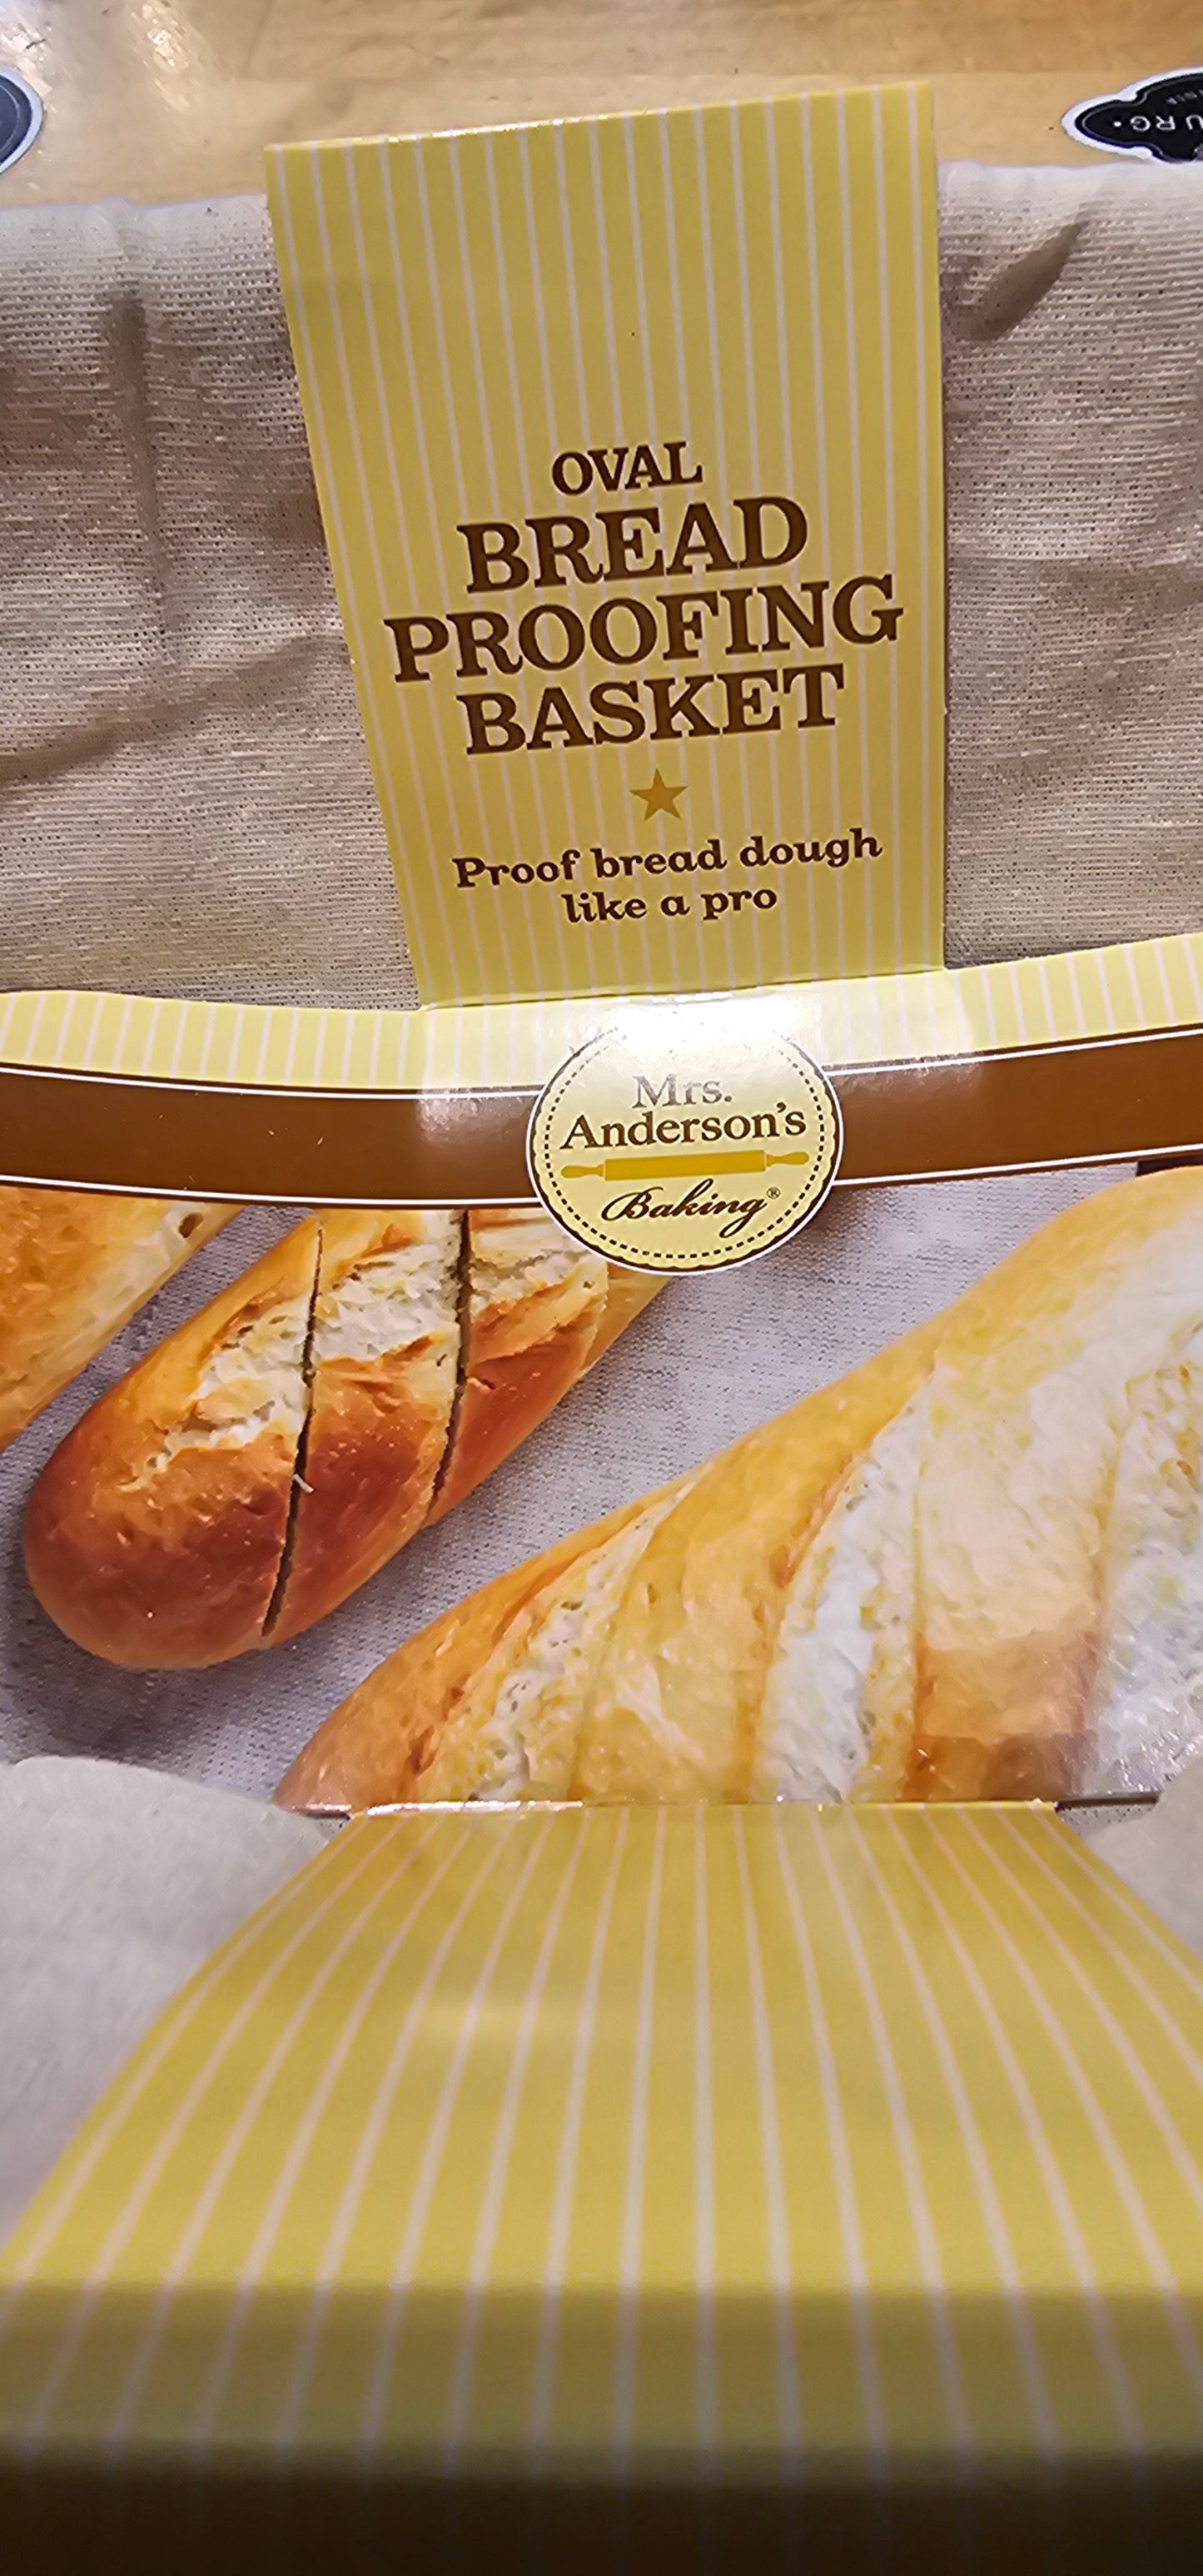 OVAL
BREAD
PROOFING
BASKET
Proof bread dough
like a pro
Mrs.
Anderson's
Baking®